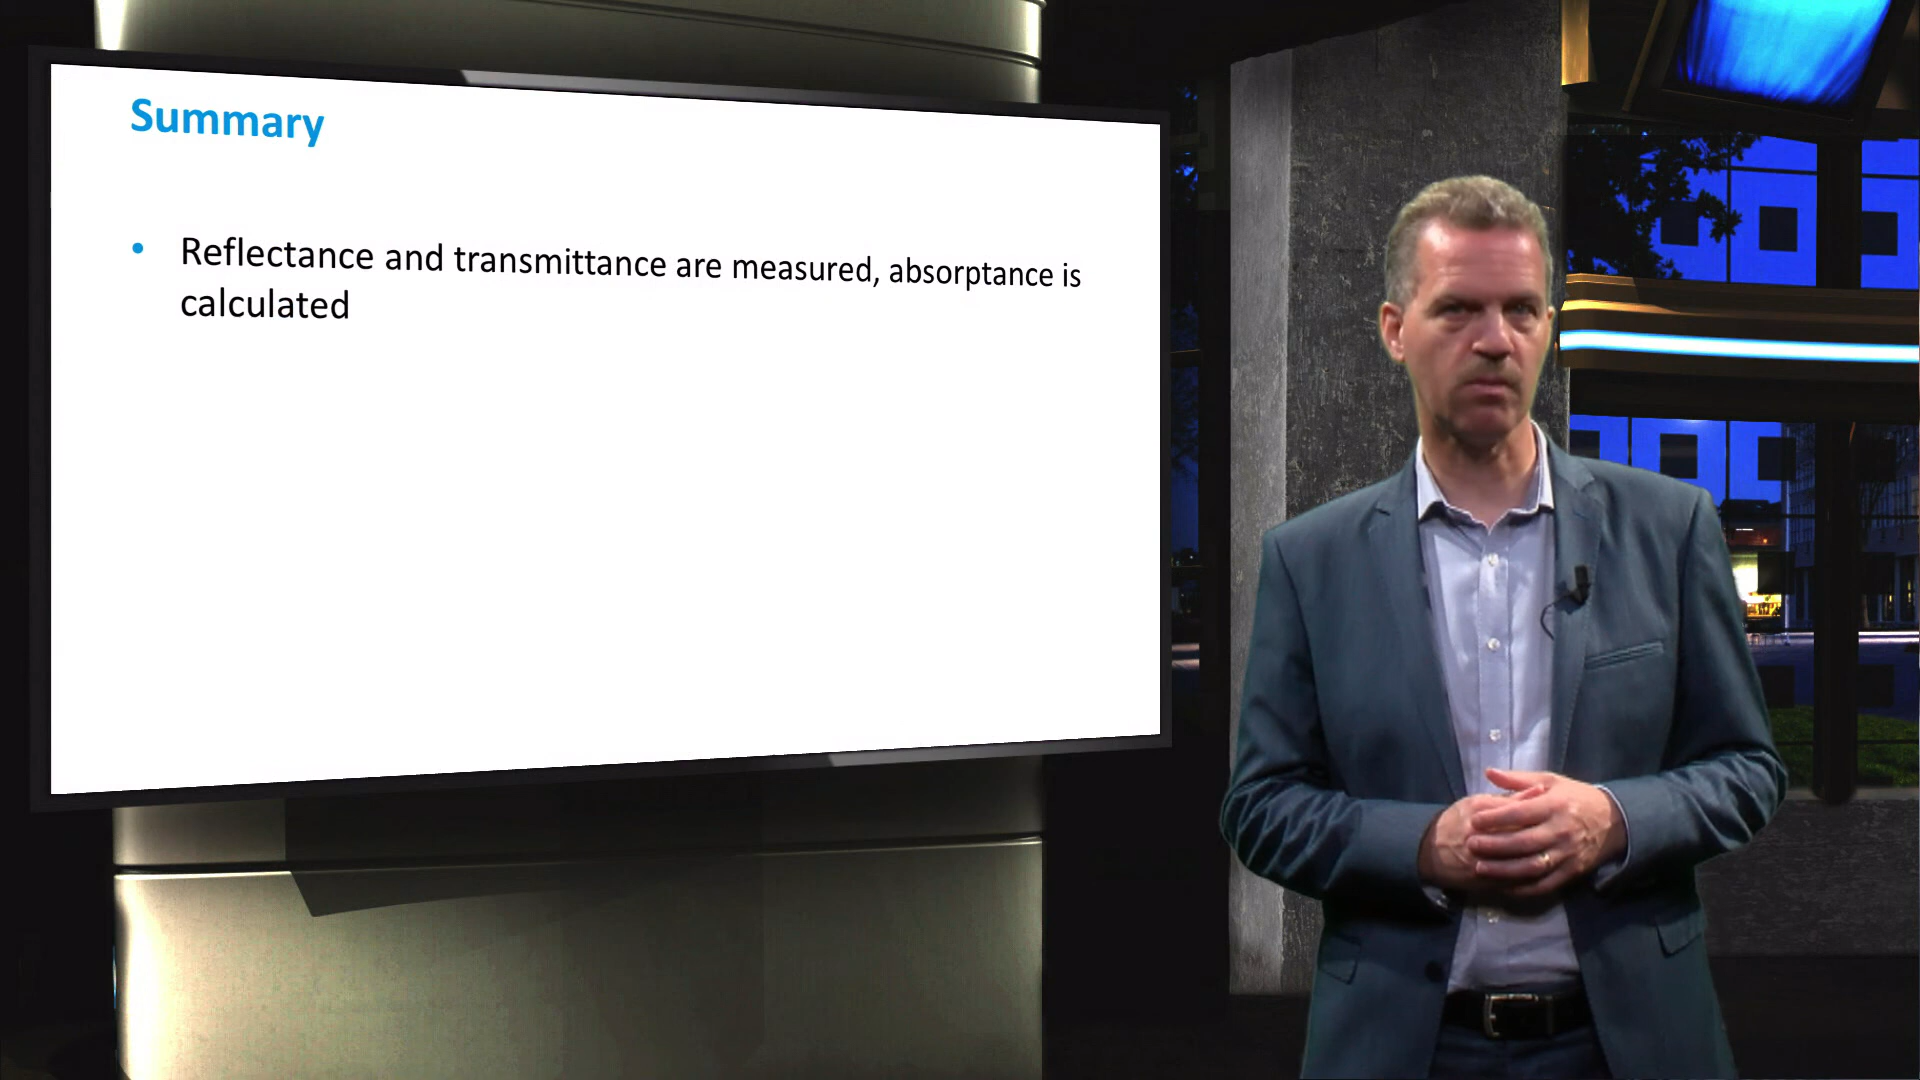 Summary
• Reflectance and transmittance are measured, absorptance is
calculated